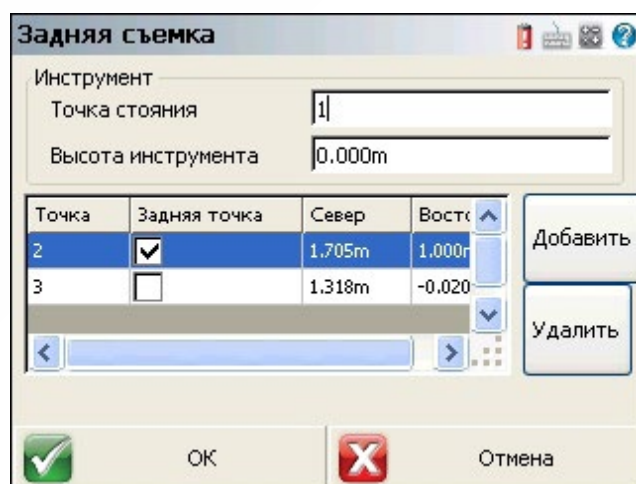 Задняя съемка
Инструмент
Точка стояния 1
Высота инструмента 0.000m
Точка Задняя точка Север Восто
2 1.705m 1.000m
3 1.318m -0.020
Добавить
Удалить
OK Отмена